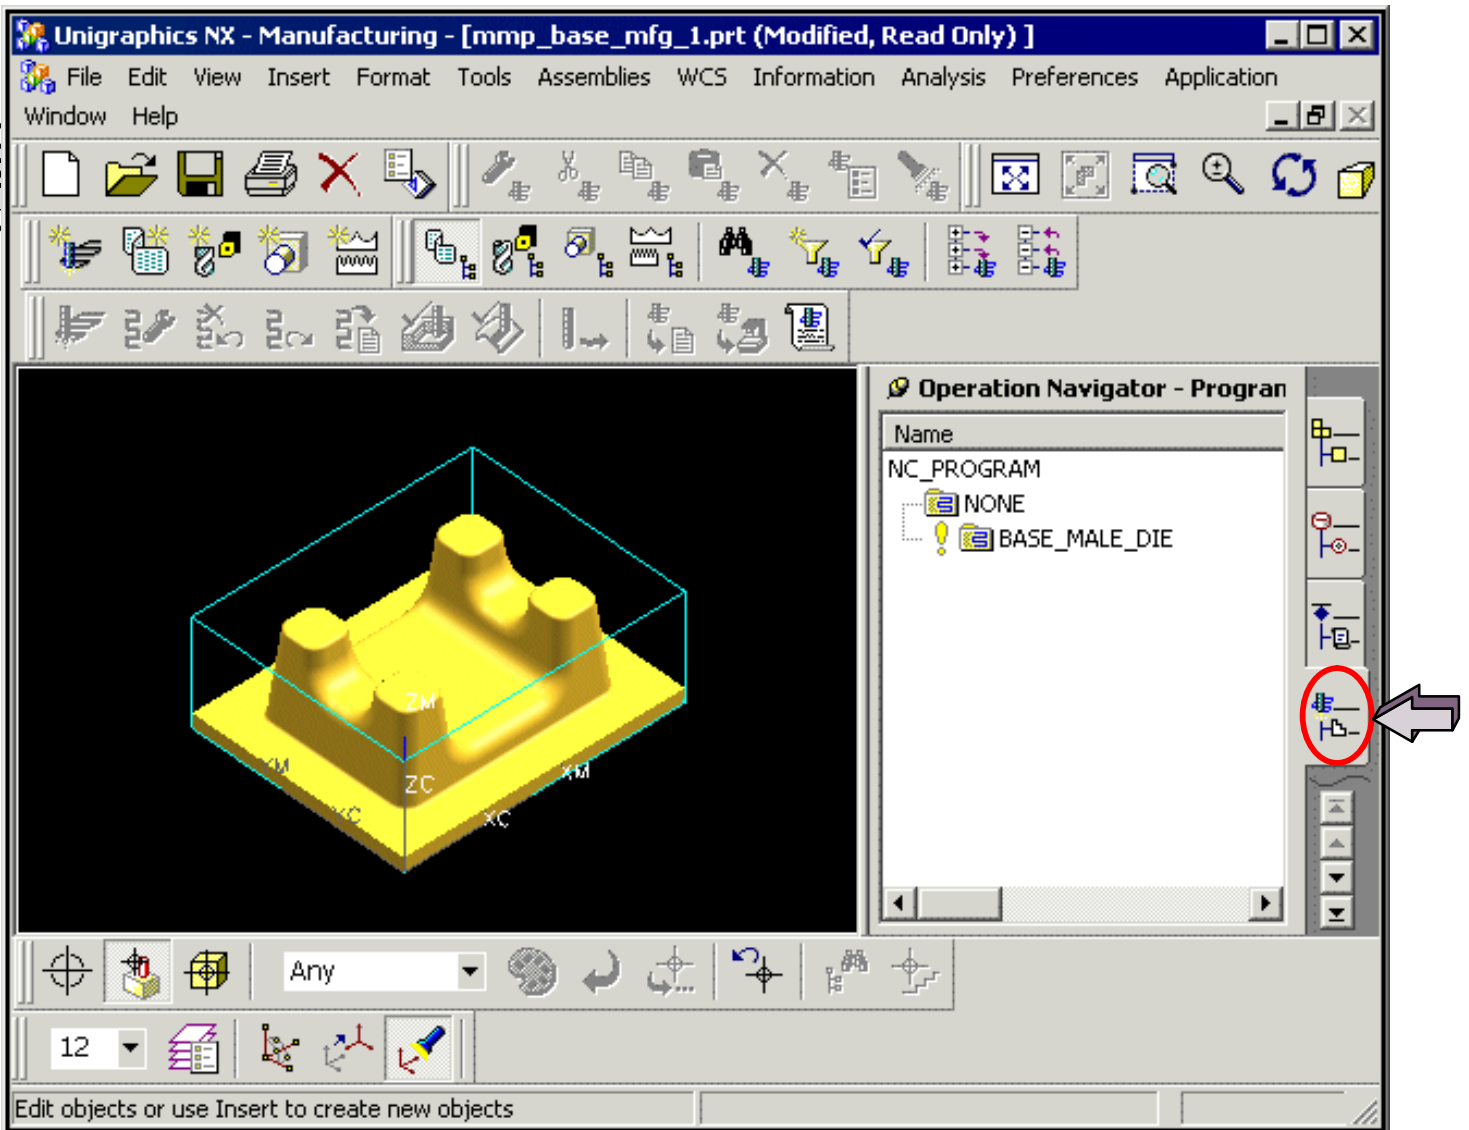 Unigraphics NX - Manufacturing - [mmp_base_mfg_1.prt (Modified, Read Only) ]
File Edit View Insert Format Tools Assemblies WCS Information Analysis Preferences Application
Window Help
Operation Navigator - Progran
Name
NC_PROGRAM
NONE
BASE_MALE_DIE
ZM
YM
XM
ZC
YC
XC
Any
12
Edit objects or use Insert to create new objects